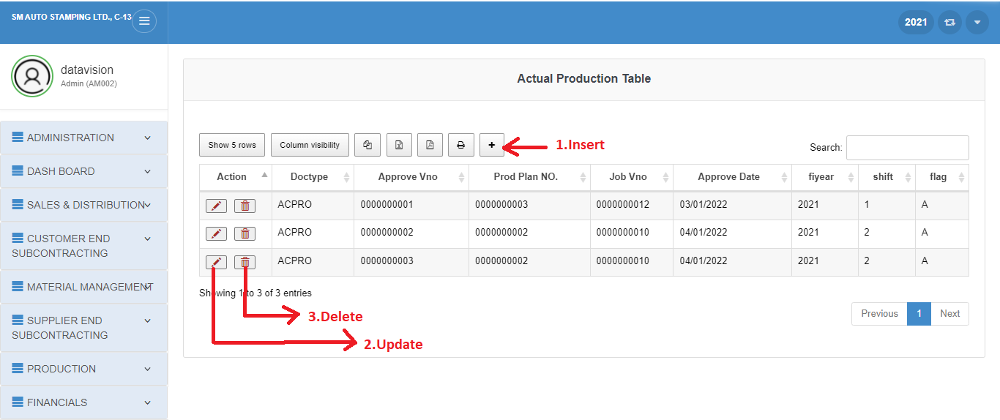 SM AUTO STAMPING LTD., C-13
2021
datavision
Admin (AM002)
ADMINISTRATION
DASH BOARD
SALES & DISTRIBUTION
CUSTOMER END
SUBCONTRACTING
MATERIAL MANAGEMENT
SUPPLIER END
SUBCONTRACTING
PRODUCTION
FINANCIALS
Actual Production Table
Show 5 rows Column visibility + 1.Insert Search:
Action Doctype Approve Vno Prod Plan NO. Job Vno Approve Date fiyear shift flag
ACPRO 0000000001 0000000003 0000000012 03/01/2022 2021 1 A
ACPRO 0000000002 0000000002 0000000010 04/01/2022 2021 2 A
ACPRO 0000000003 0000000002 0000000010 04/01/2022 2021 2 A
Showing 1 to 3 of 3 entries
Previous 1 Next
3.Delete
2.Update